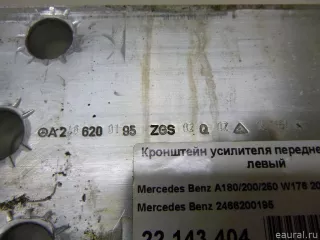 A2 620 0195 ZGS
Кронштейн усилителя передне
левый
Mercedes Benz A180/200/250 W176 20
Mercedes Benz 2466200195
22 143 404
eaural.ru